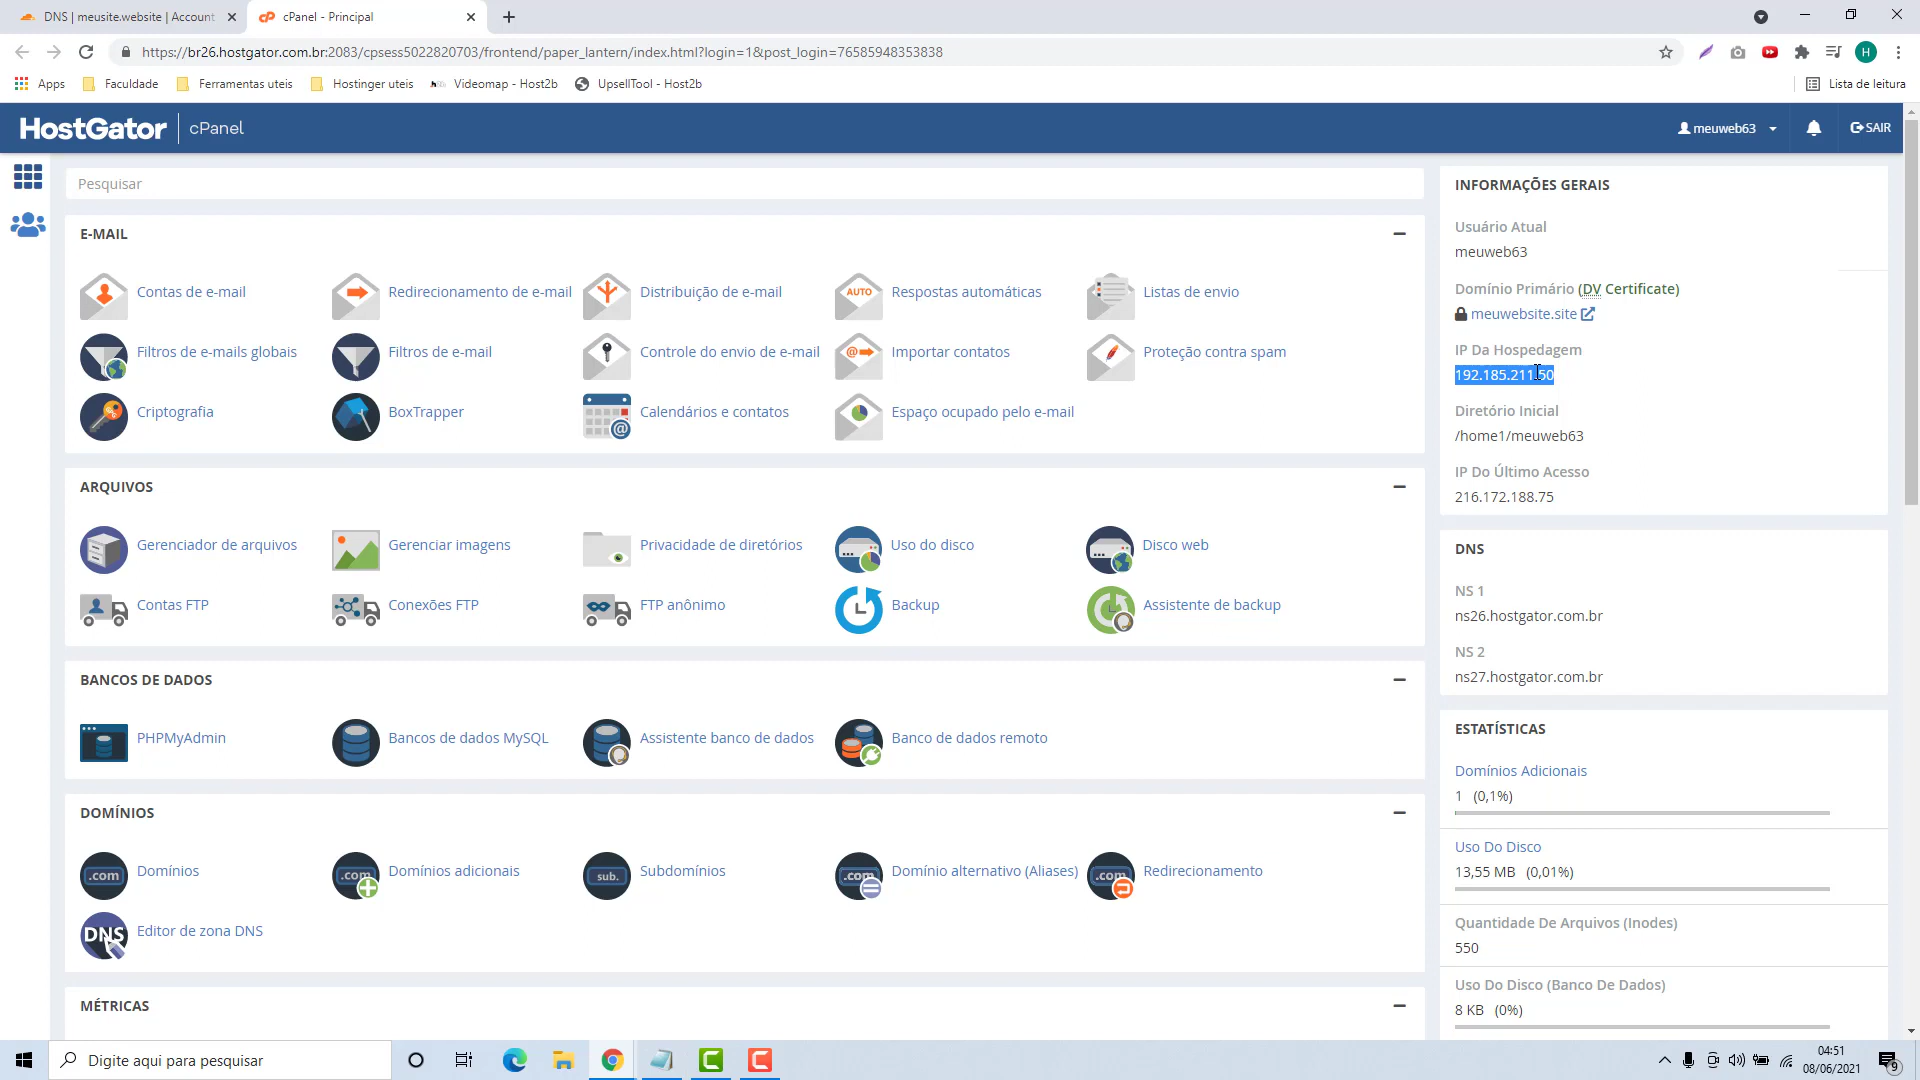 DNS | meusite.website | Account
cPanel - Principal
https://br26.hostgator.com.br:2083/cpsess5022820703/frontend/paper_lantern/index.html?login=1&post_login=76585948353838
H
Apps
Faculdade
Ferramentas uteis
Hostinger uteis
Videomap - Host2b
UpsellTool - Host2b
Lista de leitura
HostGator
cPanel
meuweb63
SAIR
Pesquisar
E-MAIL
Contas de e-mail
Redirecionamento de e-mail
Distribuição de e-mail
AUTO
Respostas automáticas
Listas de envio
Filtros de e-mails globais
Filtros de e-mail
Controle do envio de e-mail
Importar contatos
Proteção contra spam
Criptografia
BoxTrapper
Calendários e contatos
Espaço ocupado pelo e-mail
ARQUIVOS
Gerenciador de arquivos
Gerenciar imagens
Privacidade de diretórios
Uso do disco
Disco web
Contas FTP
Conexões FTP
FTP anônimo
Backup
Assistente de backup
BANCOS DE DADOS
PHPMyAdmin
Bancos de dados MySQL
Assistente banco de dados
Banco de dados remoto
DOMÍNIOS
.com
Domínios
.com
Domínios adicionais
sub.
Subdomínios
.com
Domínio alternativo (Aliases)
.com
Redirecionamento
DNS
Editor de zona DNS
MÉTRICAS
INFORMAÇÕES GERAIS
Usuário Atual
meuweb63
Domínio Primário (DV Certificate)
meuwebsite.site
IP Da Hospedagem
192.185.211.50
Diretório Inicial
/home1/meuweb63
IP Do Último Acesso
216.172.188.75
DNS
NS 1
ns26.hostgator.com.br
NS 2
ns27.hostgator.com.br
ESTATÍSTICAS
Domínios Adicionais
1 (0,1%)
Uso Do Disco
13,55 MB (0,01%)
Quantidade De Arquivos (Inodes)
550
Uso Do Disco (Banco De Dados)
8 KB (0%)
Digite aqui para pesquisar
04:51
08/06/2021
9